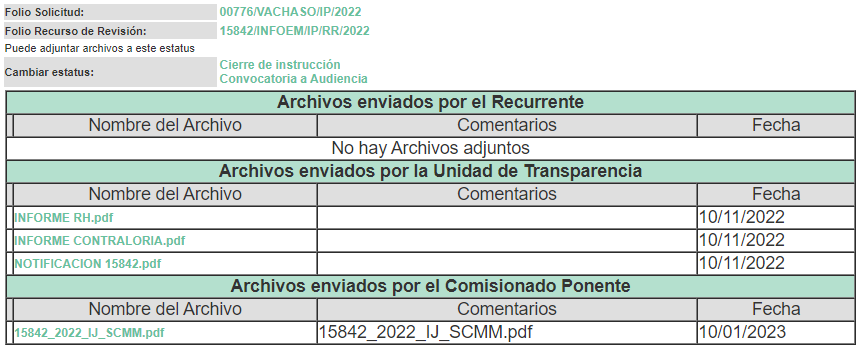 Folio Solicitud: 00776/VACHASO/IP/2022
Folio Recurso de Revisión: 15842/INFOEM/IP/RR/2022
Puede adjuntar archivos a este estatus
Cambiar estatus: Cierre de instrucción
Convocatoria a Audiencia
Archivos enviados por el Recurrente
Nombre del Archivo Comentarios Fecha
No hay Archivos adjuntos
Archivos enviados por la Unidad de Transparencia
Nombre del Archivo Comentarios Fecha
INFORME RH.pdf 10/11/2022
INFORME CONTRALORIA.pdf 10/11/2022
NOTIFICACION 15842.pdf 10/11/2022
Archivos enviados por el Comisionado Ponente
Nombre del Archivo Comentarios Fecha
15842_2022_IJ_SCMM.pdf 15842_2022_IJ_SCMM.pdf 10/01/2023